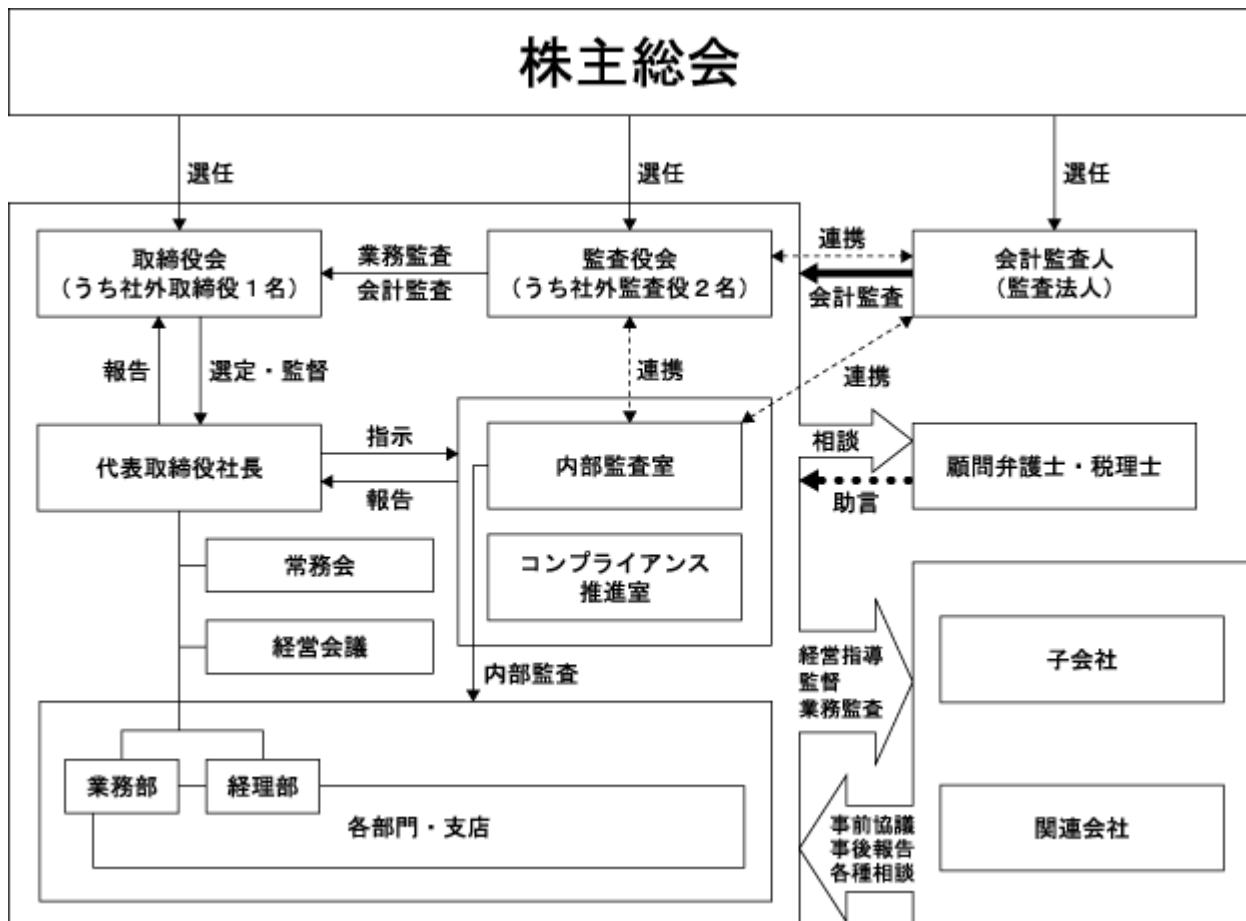 株主総会
選任
選任
選任
取締役会
（うち社外取締役１名）
業務監査
会計監査
監査役会
（うち社外監査役２名）
連携
会計監査
会計監査人
（監査法人）
報告
選定・監督
連携
連携
代表取締役社長
指示
報告
内部監査室
コンプライアンス
推進室
相談
助言
顧問弁護士・税理士
常務会
経営会議
内部監査
経営指導
監督
業務監査
子会社
業務部
経理部
各部門・支店
事前協議
事後報告
各種相談
関連会社